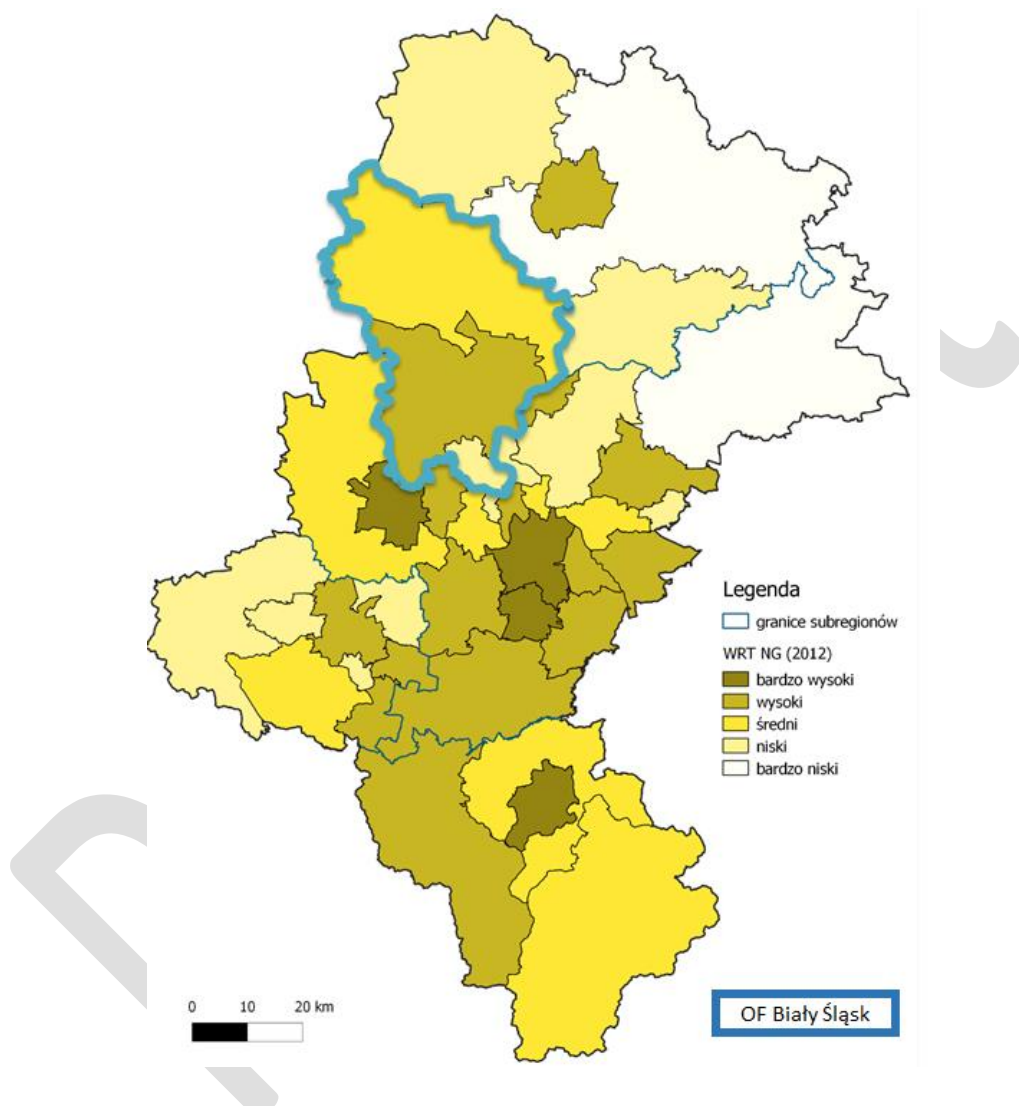 Legenda
granice subregionów
WRT NG (2012)
bardzo wysoki
wysoki
średni
niski
bardzo niski
0 10 20 km
OF Biały Śląsk